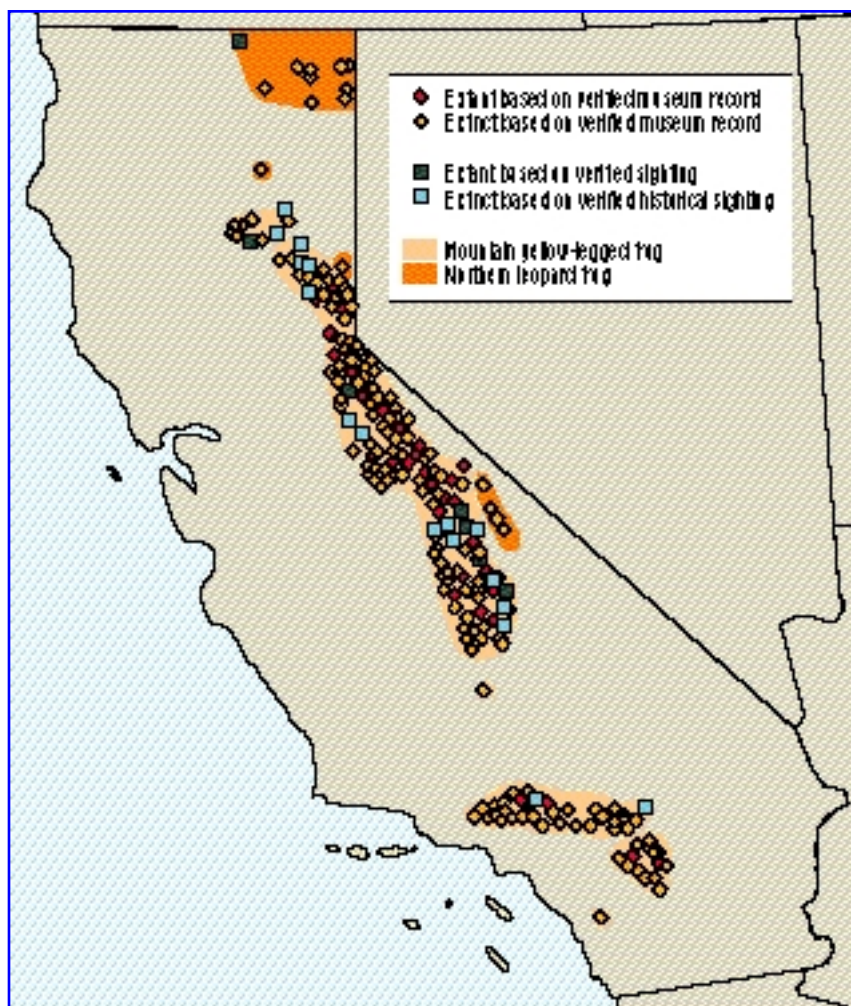 Extant based on verified museum record
Extinct based on verified museum record
Extant based on verified sighting
Extinct based on verified historical sighting
Mountain yellow-legged frog
Northern leopard frog